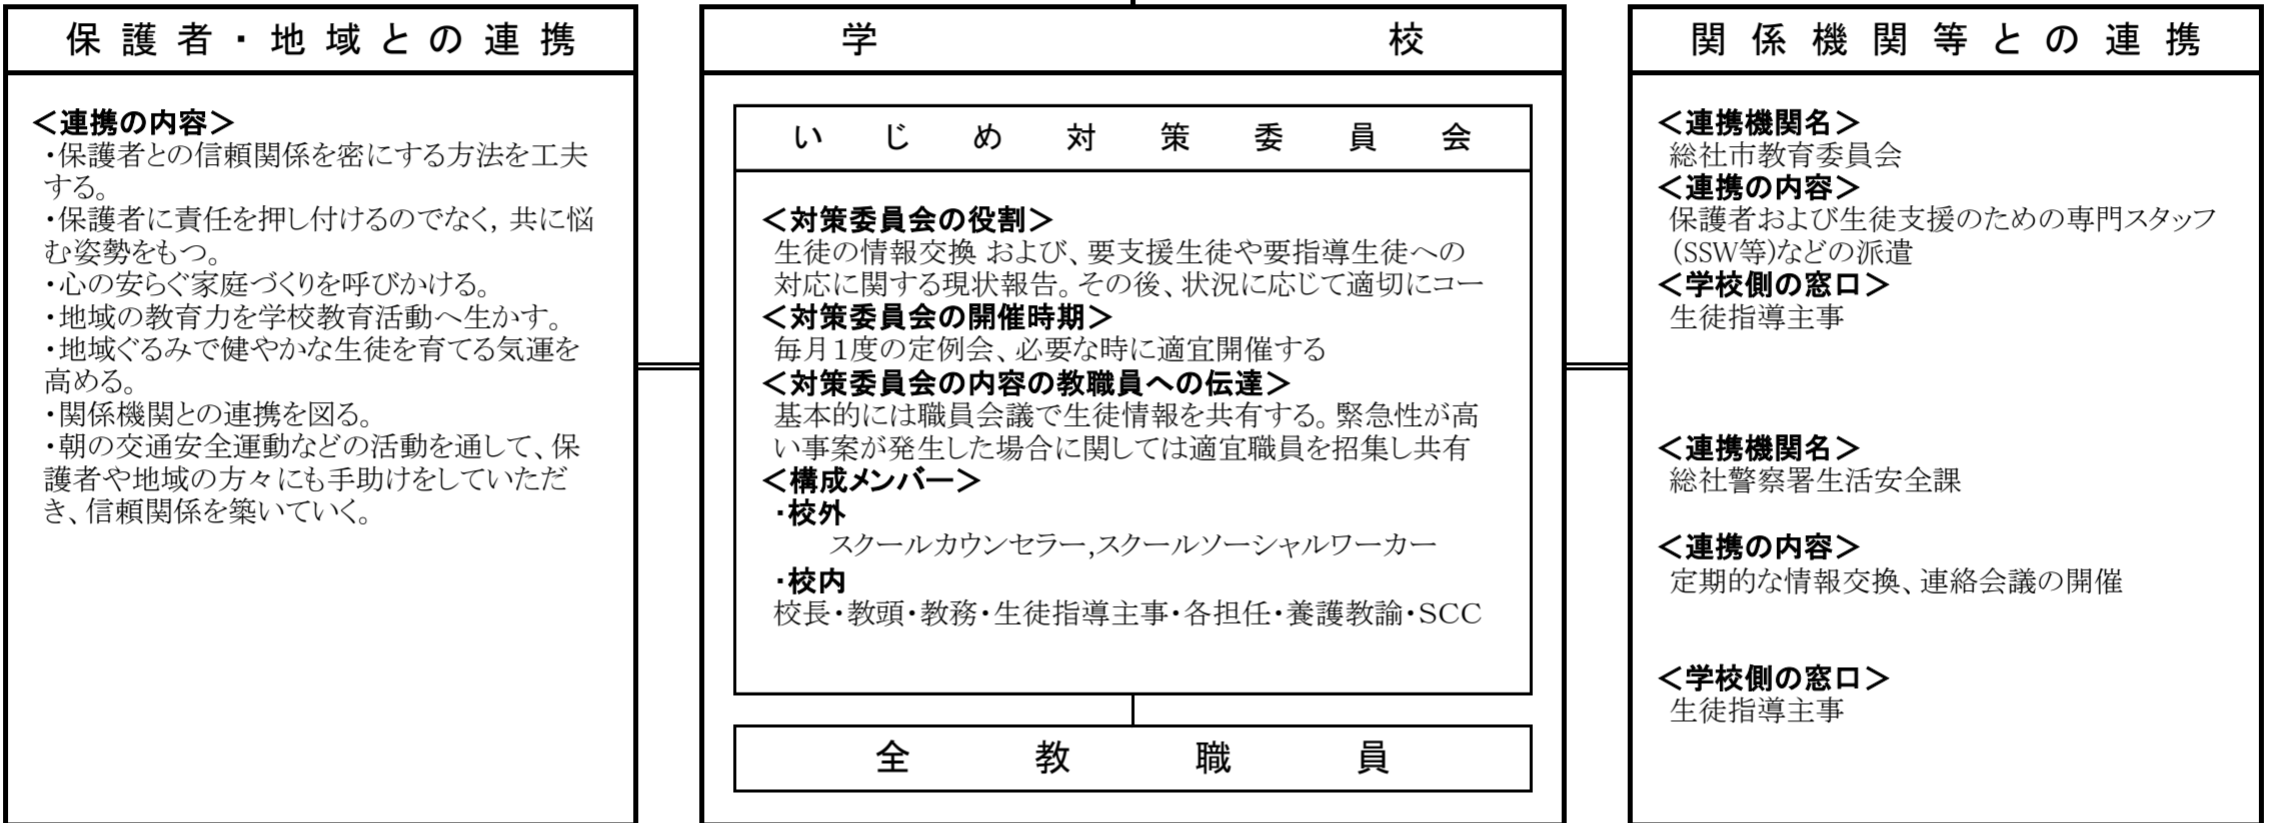 保護者・地域との連携
＜連携の内容＞
・保護者との信頼関係を密にする方法を工夫
する。
・保護者に責任を押し付けるのでなく，共に悩
む姿勢をもつ。
・心の安らぐ家庭づくりを呼びかける。
・地域の教育力を学校教育活動へ生かす。
・地域ぐるみで健やかな生徒を育てる気運を
高める。
・関係機関との連携を図る。
・朝の交通安全運動などの活動を通して、保
護者や地域の方々にも手助けをしていただ
き、信頼関係を築いていく。
学校
いじめ対策委員会
＜対策委員会の役割＞
生徒の情報交換 および、要支援生徒や要指導生徒への
対応に関する現状報告。その後、状況に応じて適切にコー
＜対策委員会の開催時期＞
毎月１度の定例会、必要な時に適宜開催する
＜対策委員会の内容の教職員への伝達＞
基本的には職員会議で生徒情報を共有する。緊急性が高
い事案が発生した場合に関しては適宜職員を招集し共有
＜構成メンバー＞
・校外
スクールカウンセラー,スクールソーシャルワーカー
・校内
校長・教頭・教務・生徒指導主事・各担任・養護教諭・SCC
全教職員
関係機関等との連携
＜連携機関名＞
総社市教育委員会
＜連携の内容＞
保護者および生徒支援のための専門スタッフ
（SSW等)などの派遣
＜学校側の窓口＞
生徒指導主事
＜連携機関名＞
総社警察署生活安全課
＜連携の内容＞
定期的な情報交換、連絡会議の開催
＜学校側の窓口＞
生徒指導主事